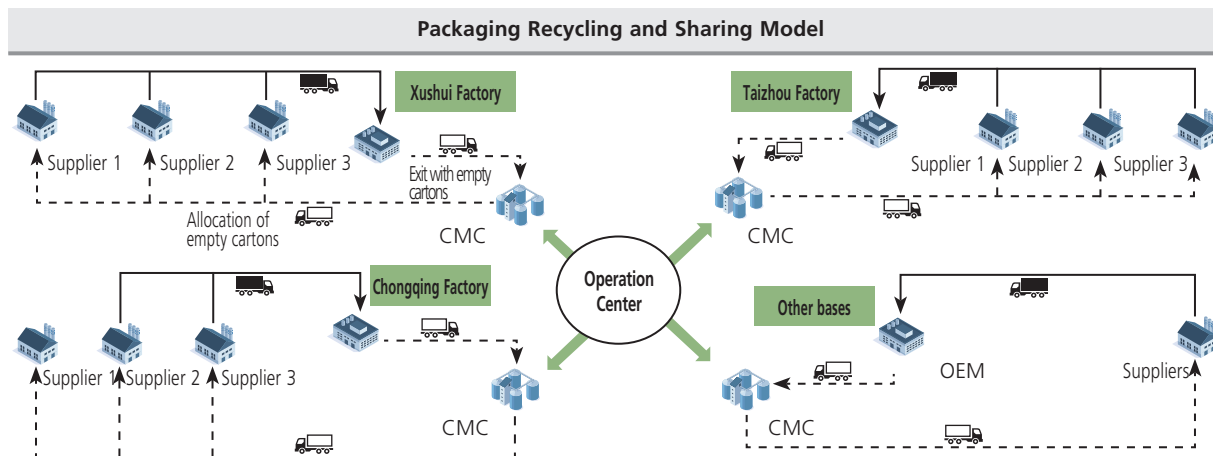 Packaging Recycling and Sharing Model
Xushui Factory
Supplier 1
Supplier 2
Supplier 3
Exit with empty
cartons
Allocation of
empty cartons
CMC
Taizhou Factory
Supplier 1
Supplier 2
Supplier 3
CMC
Operation
Center
Chongqing Factory
Supplier 1
Supplier 2
Supplier 3
CMC
Other bases
OEM
Suppliers
CMC